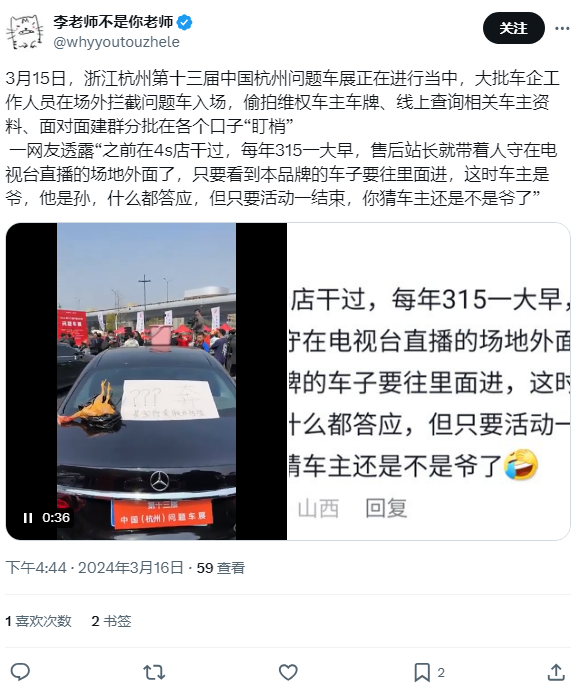 李老师不是你老师
@whyyoutouzhele
关注
3月15日，浙江杭州第十三届中国杭州问题车展正在进行当中，大批车企工
作人员在场外拦截问题车入场，偷拍维权车主车牌、线上查询相关车主资
料、面对面建群分批在各个口子“盯梢”
一网友透露“之前在4s店干过，每年315一大早，售后站长就带着人守在电
视台直播的场地外面了，只要看到本品牌的车子要往里面进，这时车主是
爷，他是孙，什么都答应，但只要活动一结束，你猜车主还是不是爷了”
问题车展
???
第十三届
中国（杭州）问题车展
0:36
店干过，每年315一大早，
守在电视台直播的场地外面
牌的车子要往里面进，这时
什么都答应，但只要活动一
猜车主还是不是爷了🤣
山西 回复
下午4:44 · 2024年3月16日 · 59 查看
1 喜欢次数 2 书签
2